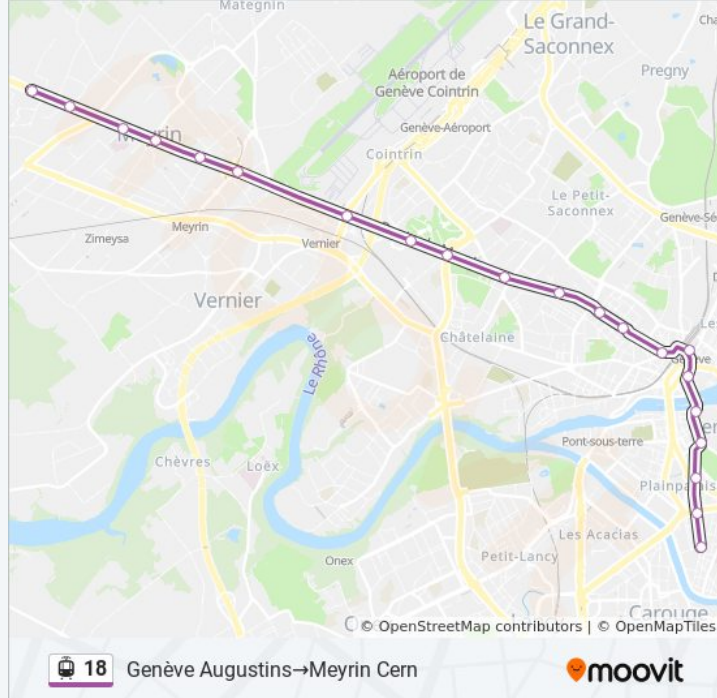 Mategnin
Le Grand-
Saconnex
Pregny
Aéroport de
Genève Cointrin
Genève-Aéroport
Cointrin
Meyrin
Le Petit-
Saconnex
Zimeysa
Meyrin
Vernier
Vernier
Châtelaine
Le Rhône
Genève
Pont-sous-terre
Chèvres
Loëx
Plainpalais
Les Acacias
Onex
Petit-Lancy
Carouge
© OpenStreetMap contributors | © OpenMapTiles
18 Genève Augustins→Meyrin Cern
moovit